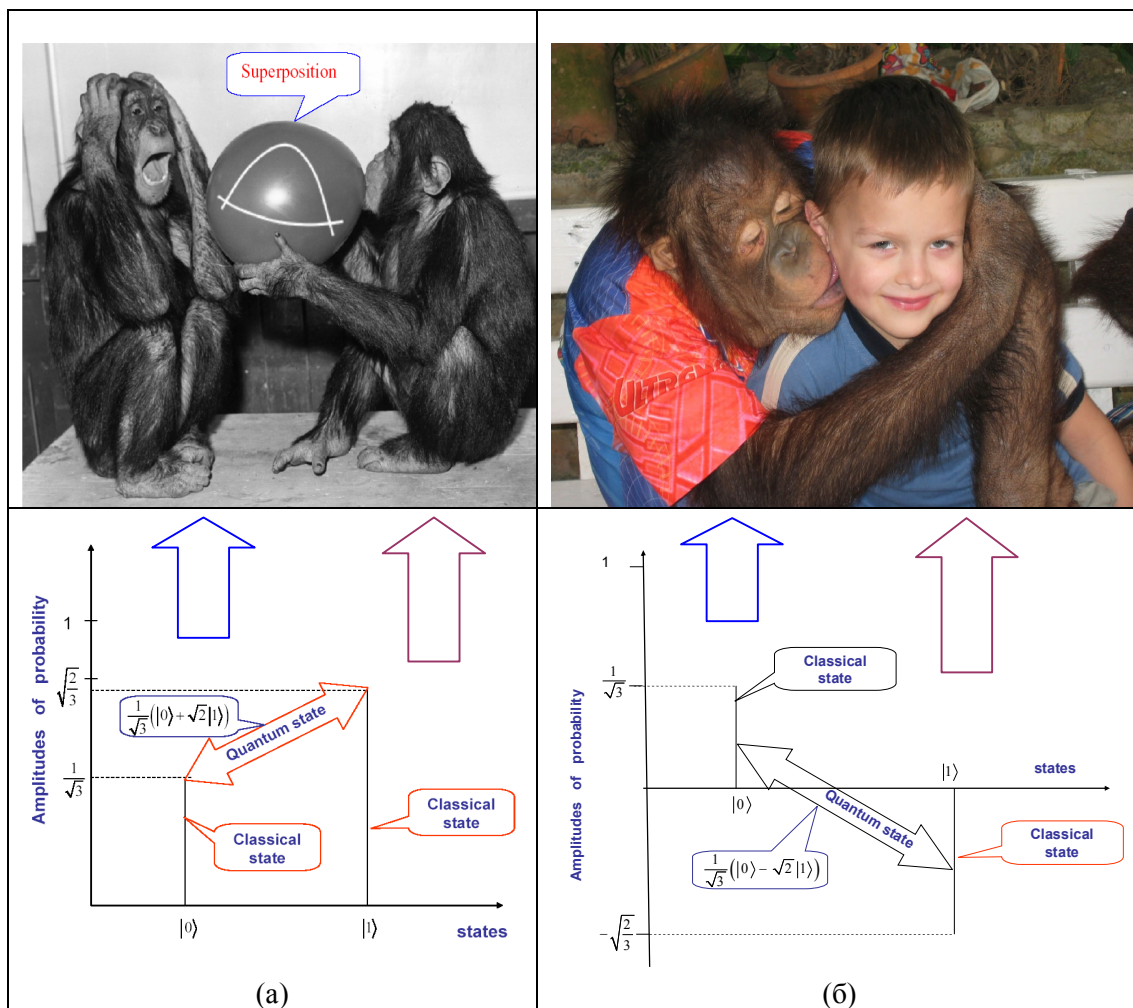 Superposition
ULTRA
Amplitudes of probability
1
√(2/3)
1/√3
1/√3 (|0⟩ + √2 |1⟩)
Quantum state
Classical
state
Classical
state
|0⟩
|1⟩
states
(а)
Amplitudes of probability
1
1/√3
-√(2/3)
Classical
state
|0⟩
|1⟩
states
Quantum state
1/√3 (|0⟩ − √2 |1⟩)
Classical
state
(б)